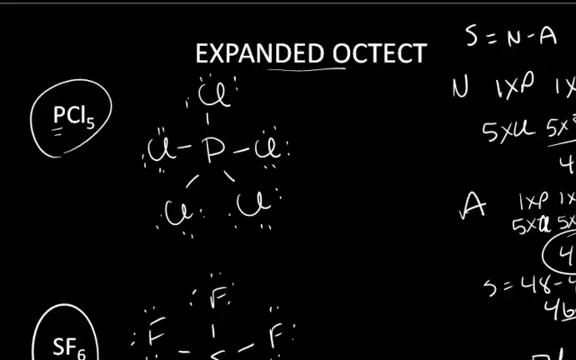 EXPANDED OCTECT
S = N - A
PCl5
Cl
Cl - P - Cl
Cl Cl
N 1xP 1x
5xCl 5x
4
A 1xP 1x
5xCl 5x
4
S = 48 - 4
46
SF6
F
F F
S